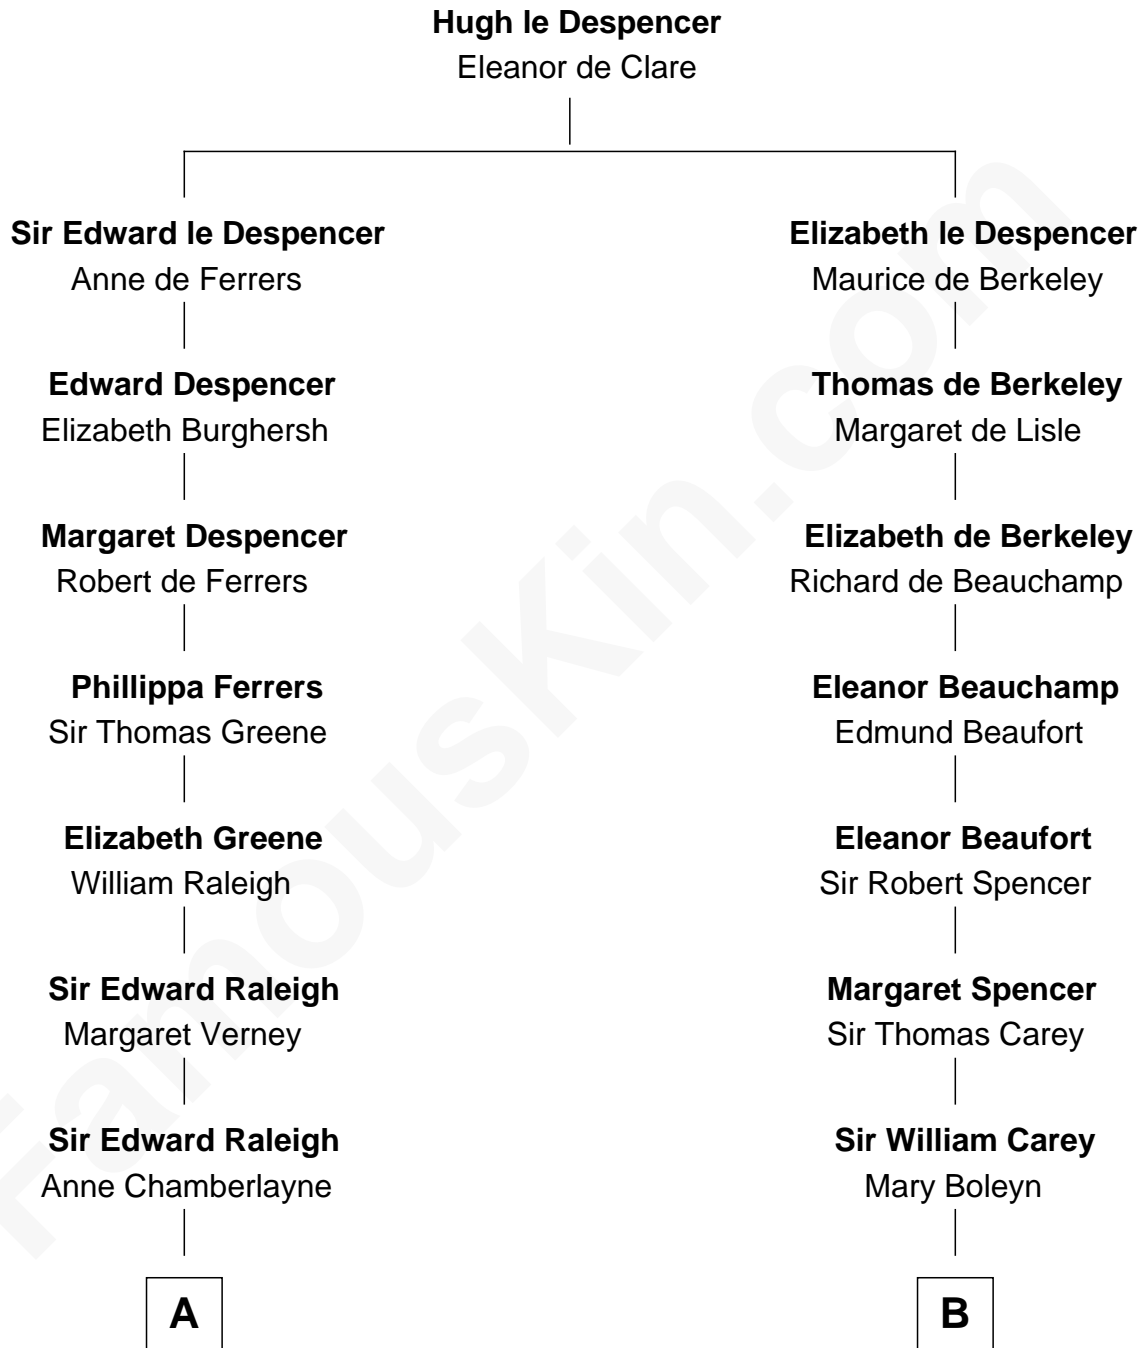 Hugh le Despencer
Eleanor de Clare
Sir Edward le Despencer
Anne de Ferrers
Elizabeth le Despencer
Maurice de Berkeley
Edward Despencer
Elizabeth Burghersh
Thomas de Berkeley
Margaret de Lisle
Margaret Despencer
Robert de Ferrers
Elizabeth de Berkeley
Richard de Beauchamp
Phillippa Ferrers
Sir Thomas Greene
Eleanor Beauchamp
Edmund Beaufort
Elizabeth Greene
William Raleigh
Eleanor Beaufort
Sir Robert Spencer
Sir Edward Raleigh
Margaret Verney
Margaret Spencer
Sir Thomas Carey
Sir Edward Raleigh
Anne Chamberlayne
Sir William Carey
Mary Boleyn
A
B
FamousKin.com